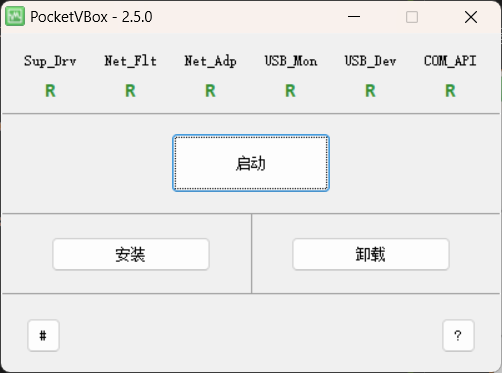 PocketVBox - 2.5.0
Sup_Drv Net_Flt Net_Adp USB_Mon USB_Dev COM_API
R R R R R R
启动
安装 卸载
# ?